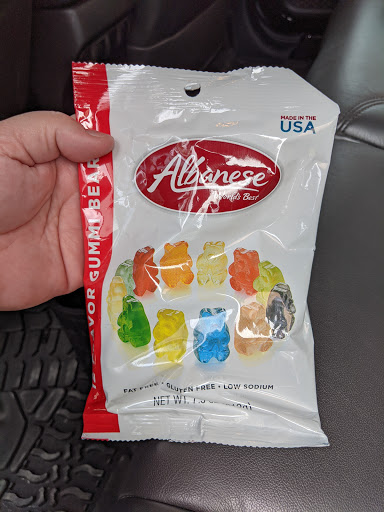 MADE IN THE
USA
Albanese
World's Best
FLAVOR GUMMI BEAR
FAT FREE • GLUTEN FREE • LOW SODIUM
NET WT.